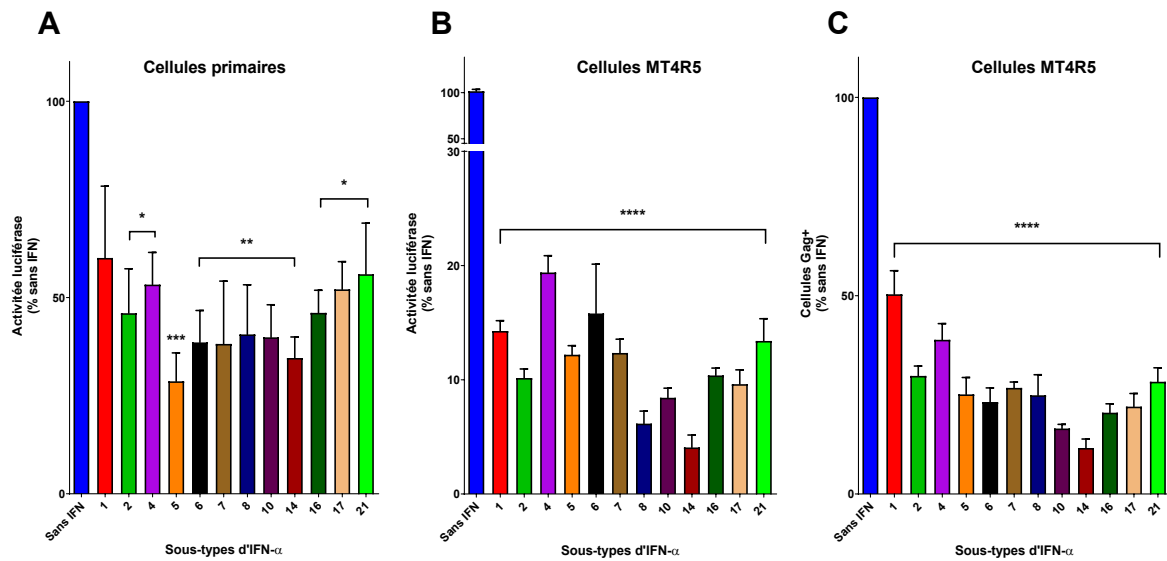 A
Cellules primaires
Activitée luciférase
(% sans IFN)
100
50
0
*
***
**
*
Sans IFN 1 2 4 5 6 7 8 10 14 16 17 21
Sous-types d'IFN-α
B
Cellules MT4R5
Activitée luciférase
(% sans IFN)
100
50
30
20
10
0
****
Sans IFN 1 2 4 5 6 7 8 10 14 16 17 21
Sous-types d'IFN-α
C
Cellules MT4R5
Cellules Gag+
(% sans IFN)
100
50
0
****
Sans IFN 1 2 4 5 6 7 8 10 14 16 17 21
Sous-types d'IFN-α